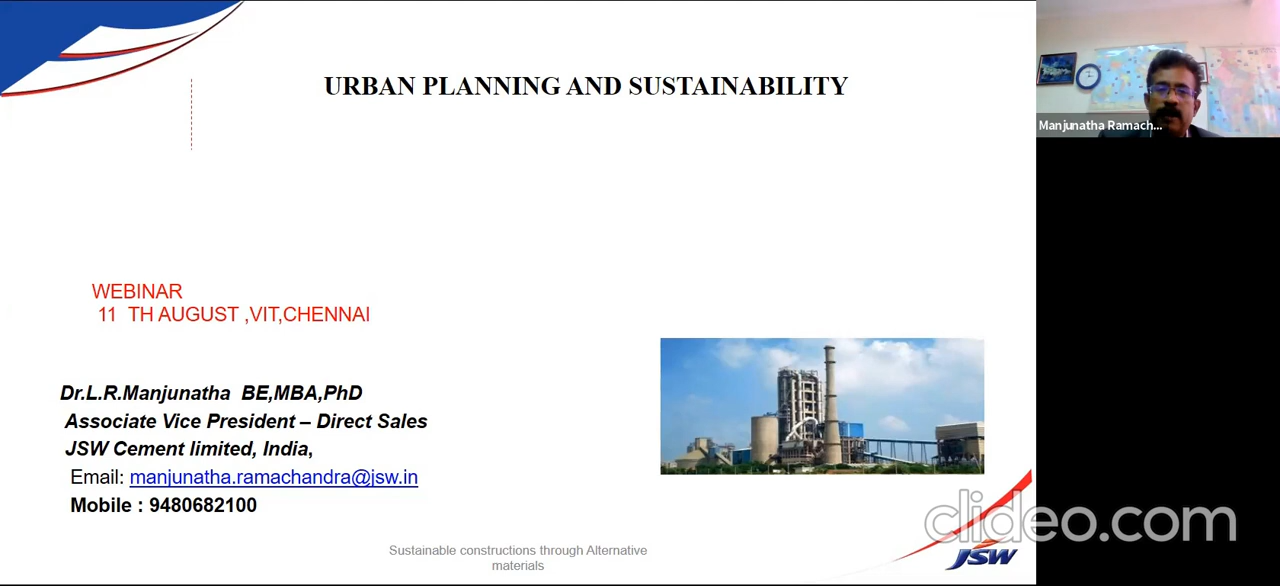 URBAN PLANNING AND SUSTAINABILITY
Manjunatha Ramach...
WEBINAR
11 TH AUGUST ,VIT,CHENNAI
Dr.L.R.Manjunatha BE,MBA,PhD
Associate Vice President – Direct Sales
JSW Cement limited, India,
Email: manjunatha.ramachandra@jsw.in
Mobile : 9480682100
clideo.com
JSW
Sustainable constructions through Alternative
materials